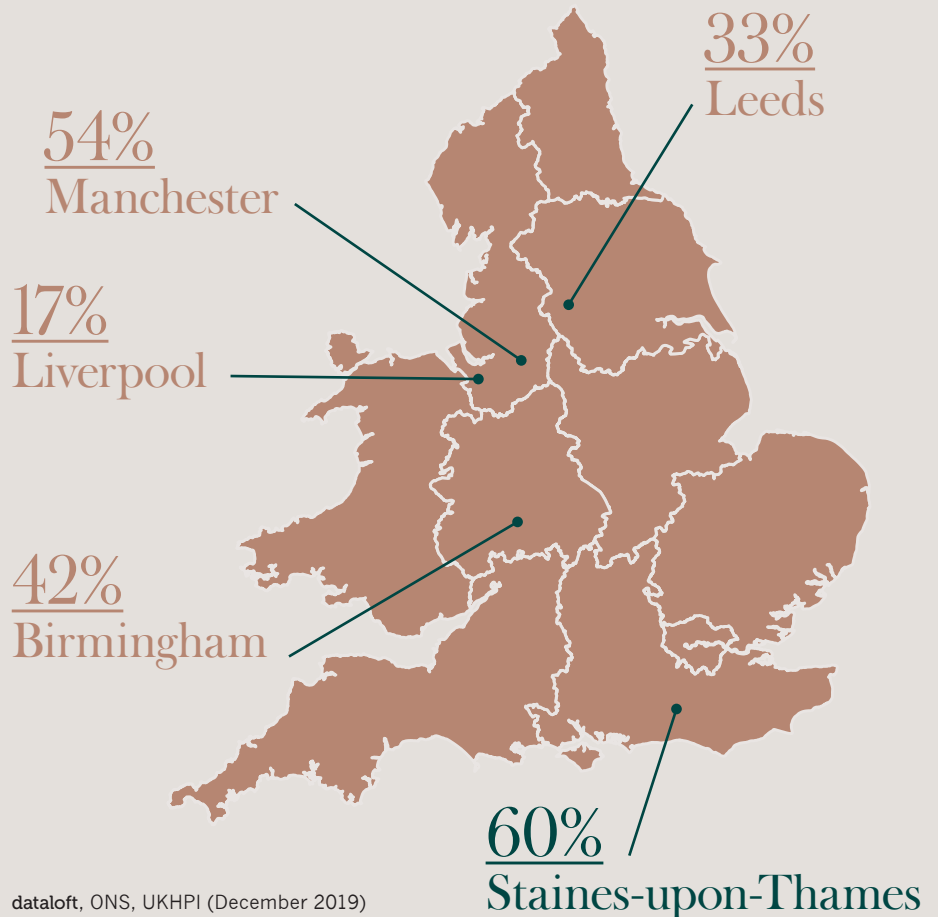 33%
Leeds
54%
Manchester
17%
Liverpool
42%
Birmingham
60%
Staines-upon-Thames
dataloft, ONS, UKHPI (December 2019)